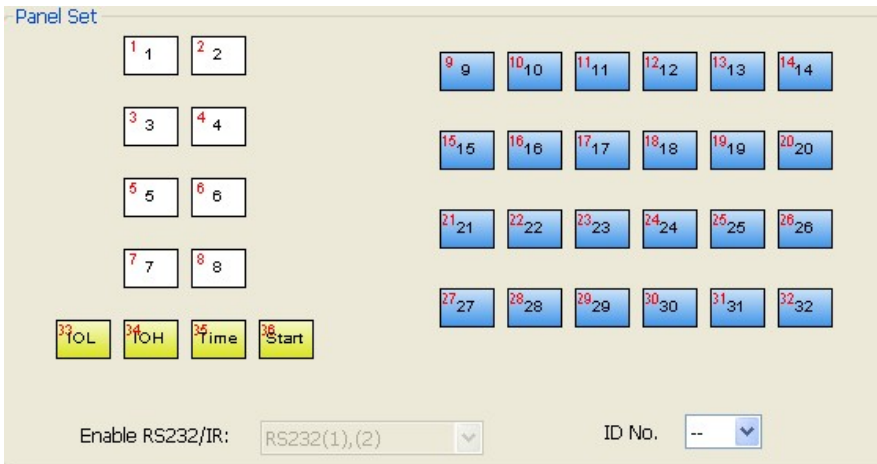 Panel Set
1 1 2 2
9 9 10 10 11 11 12 12 13 13 14 14
3 3 4 4
15 15 16 16 17 17 18 18 19 19 20 20
5 5 6 6
21 21 22 22 23 23 24 24 25 25 26 26
7 7 8 8
27 27 28 28 29 29 30 30 31 31 32 32
33 IOL 34 IOH 35 Time 36 Start
Enable RS232/IR: RS232(1),(2) ID No. --